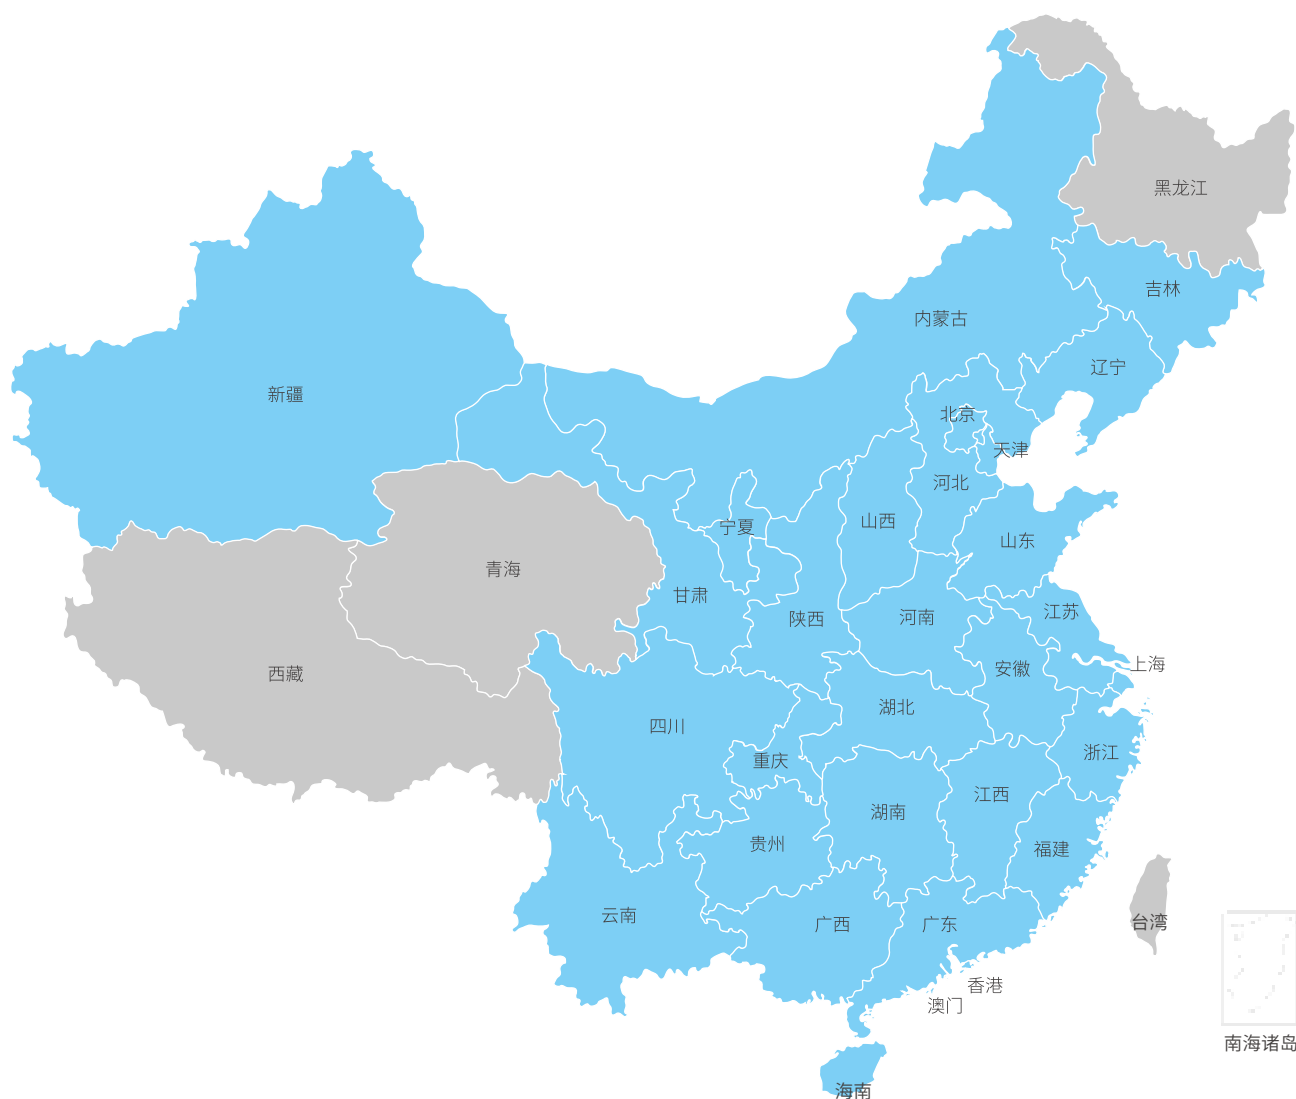 黑龙江
吉林
内蒙古
辽宁
新疆
北京
天津
河北
山西
宁夏
山东
青海
甘肃
江苏
陕西
河南
上海
安徽
西藏
湖北
四川
浙江
重庆
江西
湖南
贵州
福建
云南
台湾
广西
广东
香港
澳门
南海诸岛
海南